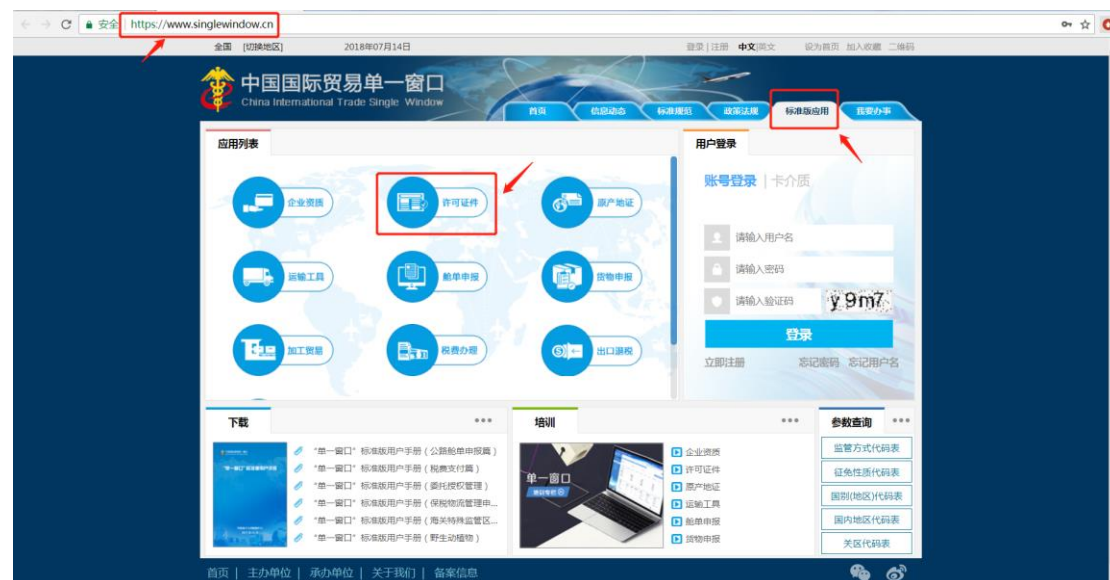 安全 https://www.singlewindow.cn
全国 [切换地区] 2018年07月14日 登录 | 注册 中文|英文 设为首页 加入收藏 二维码
中国国际贸易单一窗口
China International Trade Single Window
首页 信息动态 标准规范 政策法规 标准版应用 我要办事
应用列表
企业资质 许可证件 原产地证
运输工具 舱单申报 货物申报
加工贸易 税费办理 出口退税
用户登录
账号登录 | 卡介质
请输入用户名
请输入密码
请输入验证码 y9m7
登录
立即注册 忘记密码 忘记用户名
下载
“单一窗口”标准版用户手册（公路舱单申报篇）
“单一窗口”标准版用户手册（税费支付篇）
“单一窗口”标准版用户手册（委托授权管理）
“单一窗口”标准版用户手册（保税物流管理申...
“单一窗口”标准版用户手册（海关特殊监管区...
“单一窗口”标准版用户手册（野生动植物）
培训
单一窗口
企业资质
许可证件
原产地证
运输工具
舱单申报
货物申报
参数查询
监管方式代码表
征免性质代码表
国别(地区)代码表
国内地区代码表
关区代码表
首页 | 主办单位 | 承办单位 | 关于我们 | 备案信息